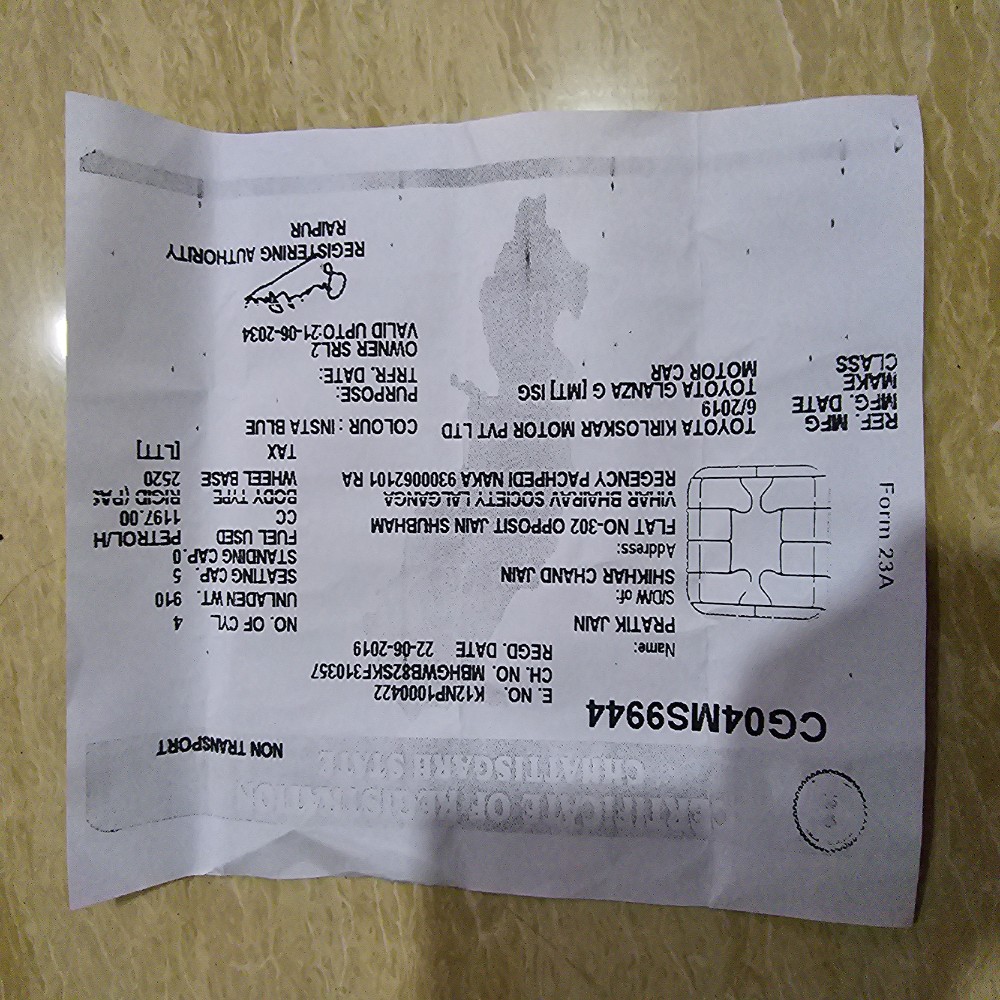 CERTIFICATE OF REGISTRATION
CHHATTISGARH STATE
NON TRANSPORT
CG04MS9944
E. NO. K12NP1000422
CH. NO. MBHGWB82SKF310357
REGD. DATE 22-06-2019
Name:
PRATIK JAIN
S/D/W of:
SHIKHAR CHAND JAIN
Address:
FLAT NO-302 OPPOSIT JAIN SHUBHAM
VIHAR BHAIRAV SOCIETY LALGANGA
REGENCY PACHPEDI NAKA 93000062101 RA
NO. OF CYL 4
UNLADEN WT. 910
SEATING CAP. 5
STANDING CAP. 0
FUEL USED PETROL/H
CC 1197.00
BODY TYPE RIGID (PAS
WHEEL BASE 2520
TAX [LTT]
Form 23A
REF. MFG TOYOTA KIRLOSKAR MOTOR PVT LTD
MFG. DATE 6/2019
MAKE TOYOTA GLANZA G [MT] ISG
CLASS MOTOR CAR
COLOUR : INSTA BLUE
PURPOSE:
TRFR. DATE:
OWNER SRL 2
VALID UPTO:21-06-2034
REGISTERING AUTHORITY
RAIPUR